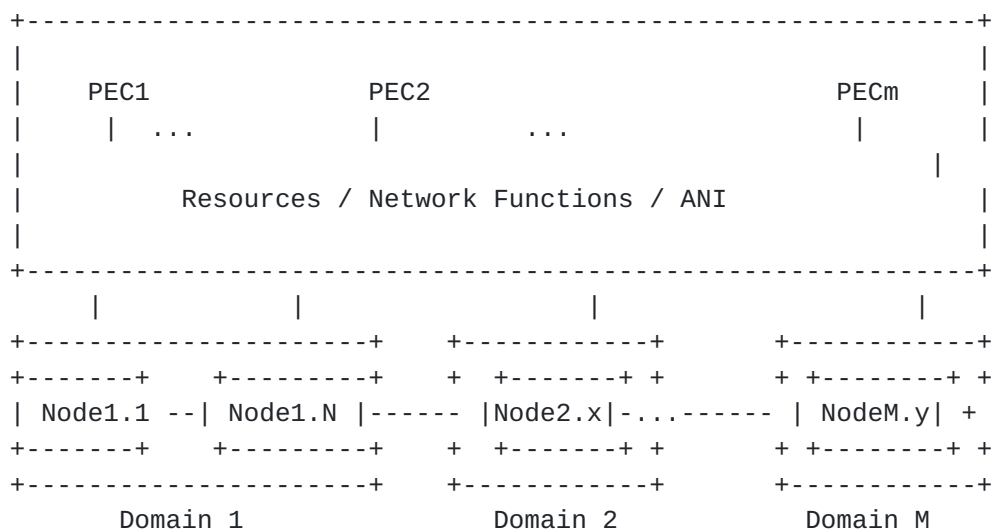 PEC1 PEC2 PECm
... ...
Resources / Network Functions / ANI
Node1.1 -- Node1.N ------ Node2.x -...------ NodeM.y
Domain 1 Domain 2 Domain M